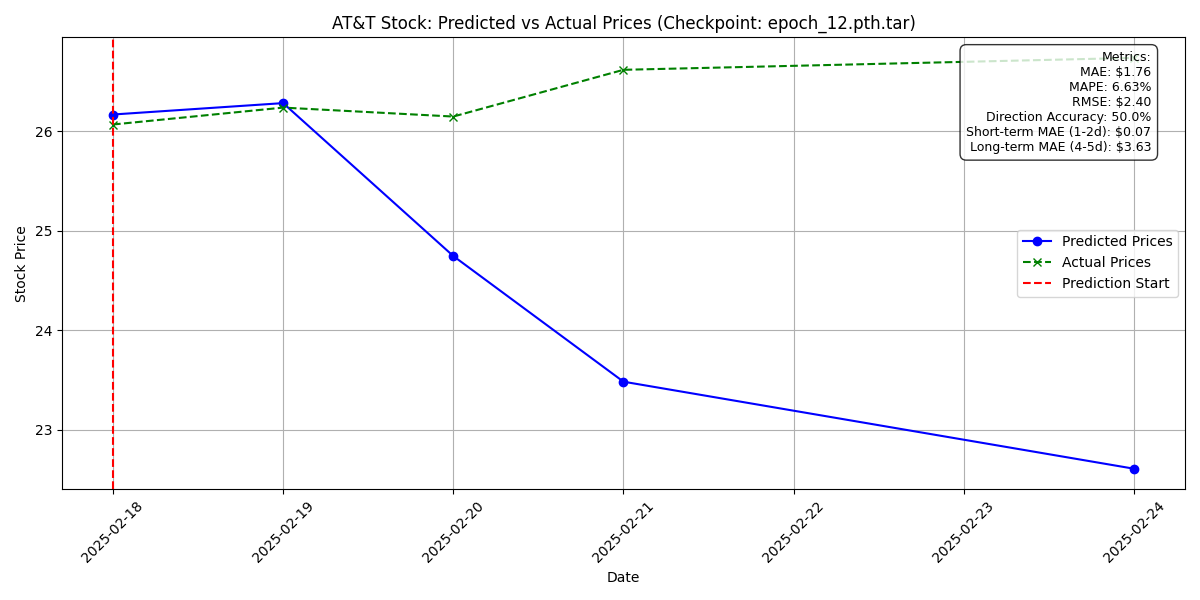 AT&T Stock: Predicted vs Actual Prices (Checkpoint: epoch_12.pth.tar)
Metrics:
MAE: $1.76
MAPE: 6.63%
RMSE: $2.40
Direction Accuracy: 50.0%
Short-term MAE (1-2d): $0.07
Long-term MAE (4-5d): $3.63
Predicted Prices
Actual Prices
Prediction Start
Stock Price
26
25
24
23
2025-02-18
2025-02-19
2025-02-20
2025-02-21
2025-02-22
2025-02-23
2025-02-24
Date